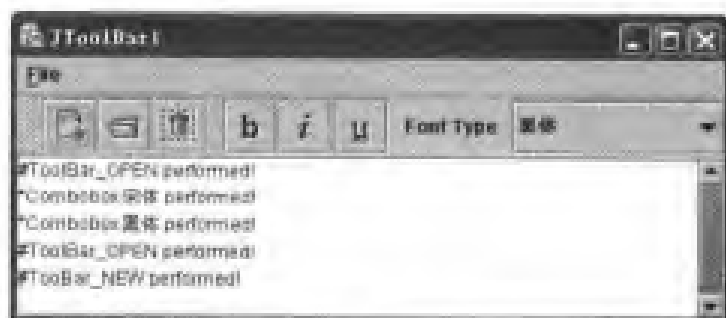 JToolBar1
File
b i u Font Type 黑体
#ToolBar_OPEN performed!
*Combobox 宋体 performed!
*Combobox 黑体 performed!
#ToolBar_OPEN performed!
#TooBar_NEW performed!